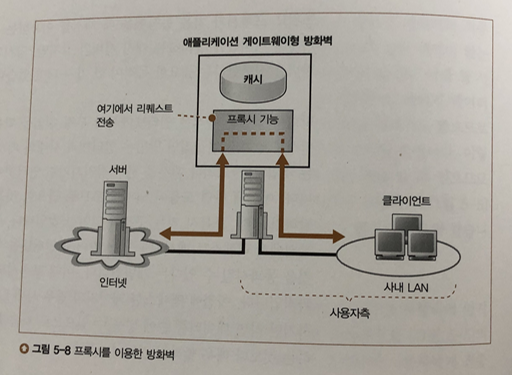 애플리케이션 게이트웨이형 방화벽
캐시
여기에서 리퀘스트
전송
프록시 기능
서버
클라이언트
인터넷
사내 LAN
사용자측
그림 5-8 프록시를 이용한 방화벽